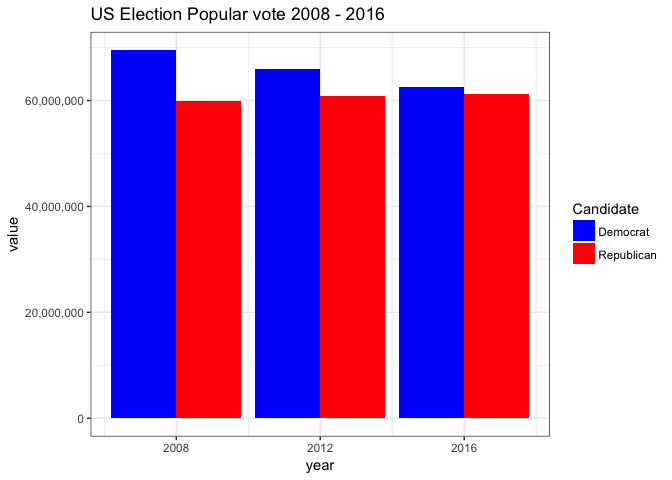 US Election Popular vote 2008 - 2016
value
60,000,000
40,000,000
20,000,000
0
2008
2012
2016
year
Candidate
Democrat
Republican